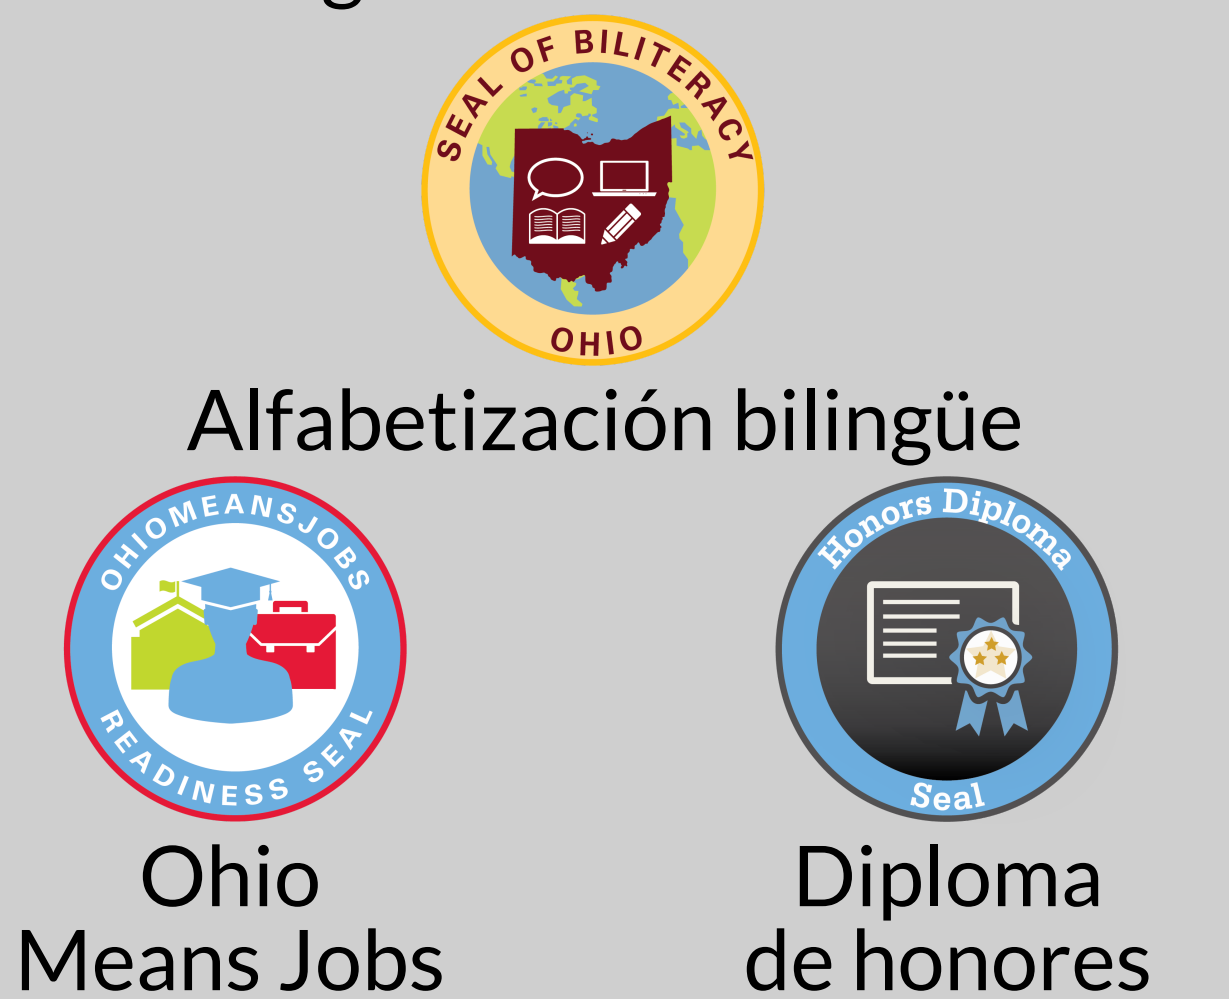 SEAL OF BILITERACY
OHIO
Alfabetización bilingüe
OHIOMEANSJOBS
READINESS SEAL
Ohio
Means Jobs
Honors Diploma
Seal
Diploma
de honores